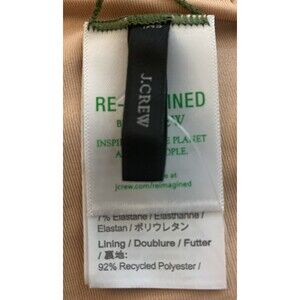 J.CREW
RE- INED
B W
INSPI E PLANET
A OPLE.
e at
jcrew.com/reimagined
7% Elastane / Elasthanne /
Elastan / ポリウレタン
Lining / Doublure / Futter
/ 裏地:
92% Recycled Polyester /